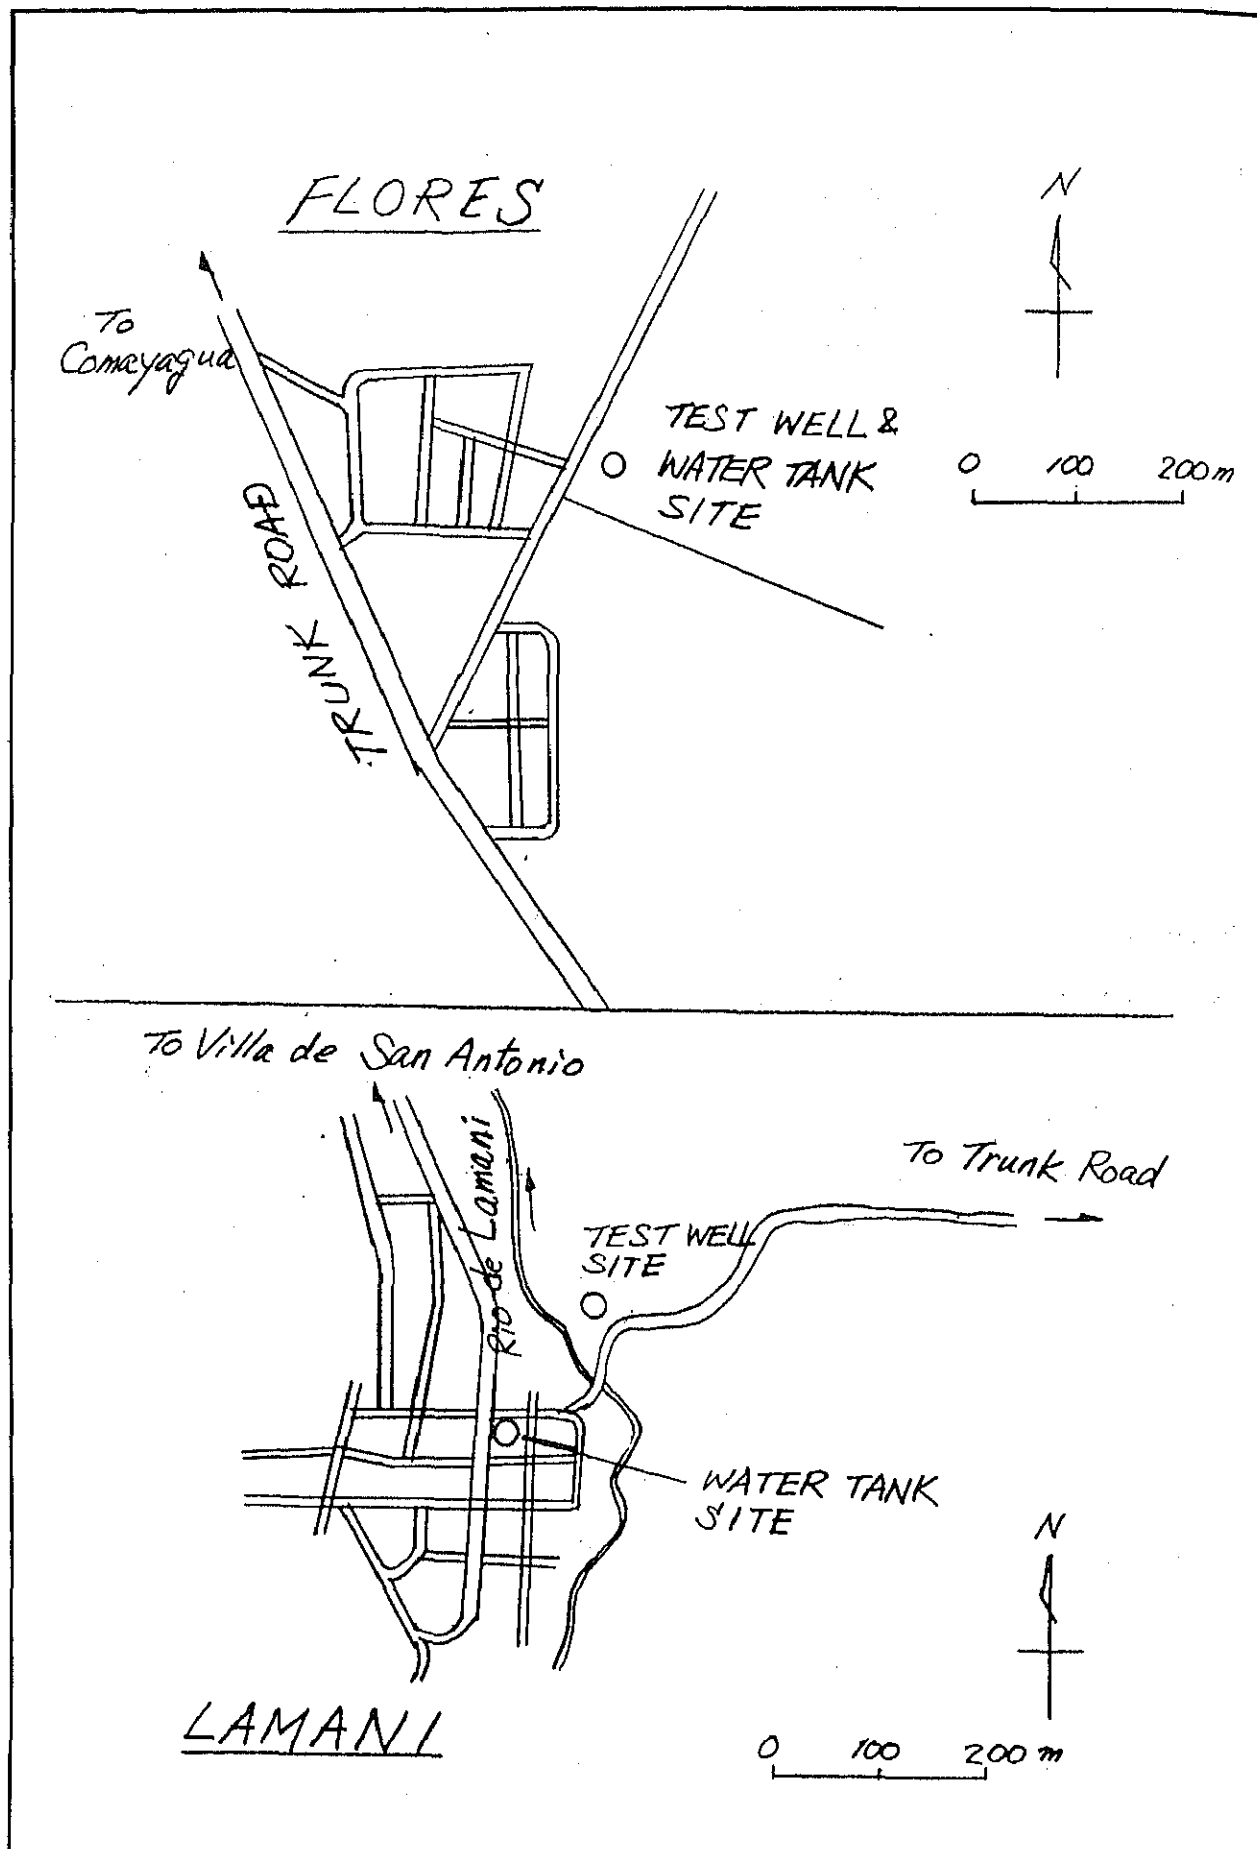 FLORES
N
To
Comayagua
TEST WELL &
WATER TANK
SITE
0 100 200m
TRUNK ROAD
To Villa de San Antonio
Rio de Lamani
To Trunk Road
TEST WELL
SITE
WATER TANK
SITE
N
LAMANI
0 100 200m